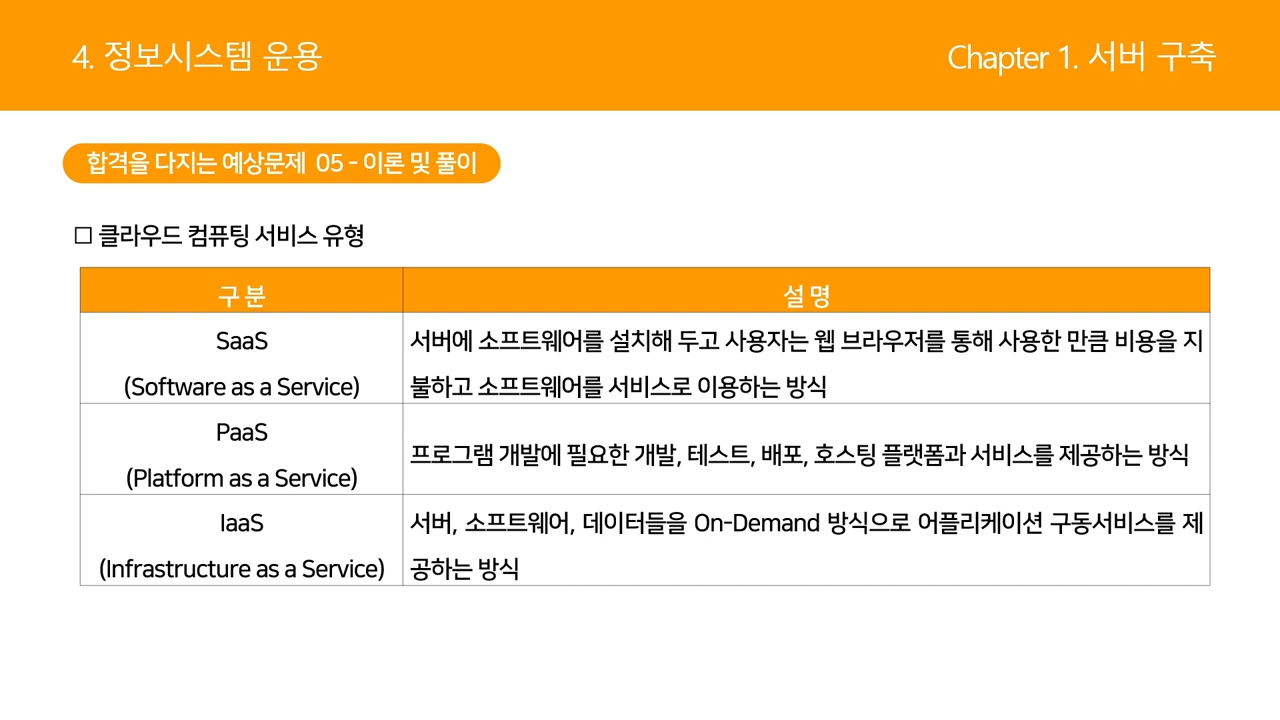 4. 정보시스템 운용
Chapter 1. 서버 구축
합격을 다지는 예상문제 05 - 이론 및 풀이
□ 클라우드 컴퓨팅 서비스 유형
구 분
설 명
SaaS
(Software as a Service)
서버에 소프트웨어를 설치해 두고 사용자는 웹 브라우저를 통해 사용한 만큼 비용을 지
불하고 소프트웨어를 서비스로 이용하는 방식
PaaS
(Platform as a Service)
프로그램 개발에 필요한 개발, 테스트, 배포, 호스팅 플랫폼과 서비스를 제공하는 방식
IaaS
(Infrastructure as a Service)
서버, 소프트웨어, 데이터들을 On-Demand 방식으로 어플리케이션 구동서비스를 제
공하는 방식